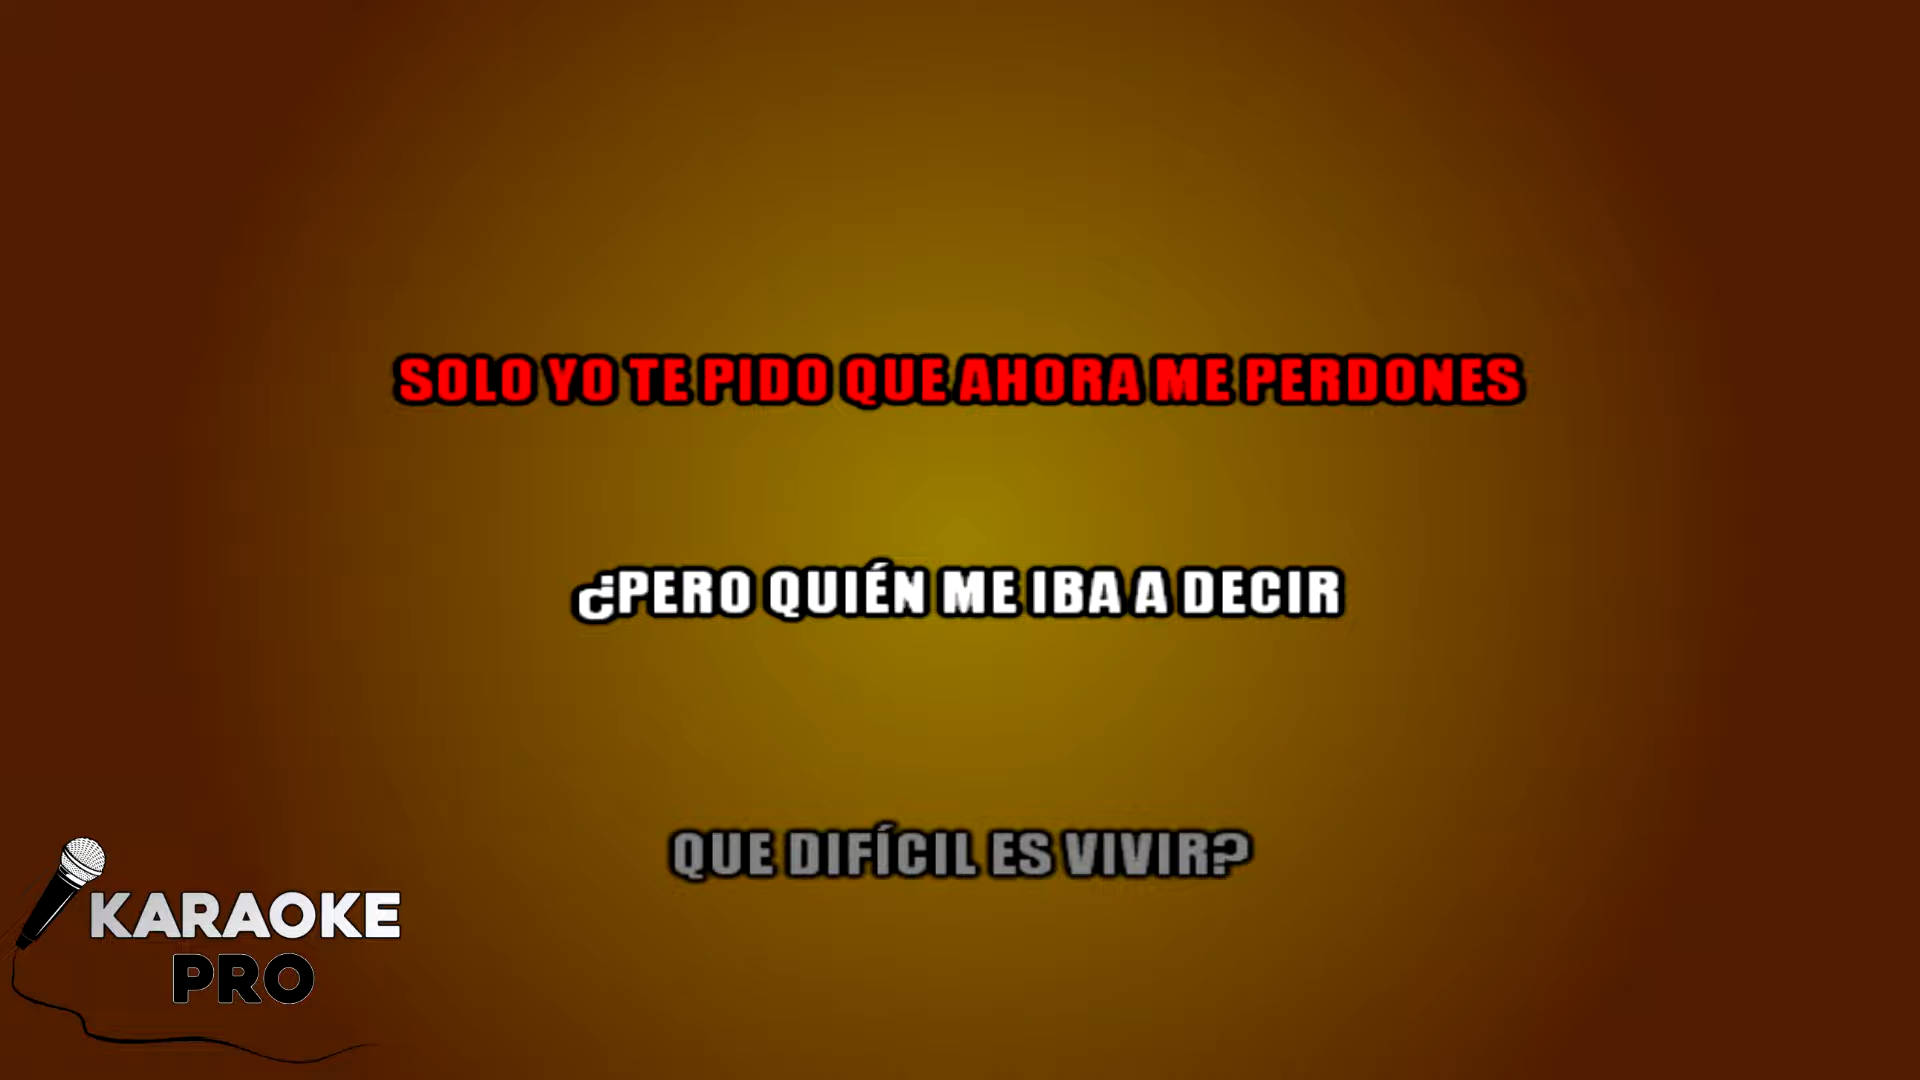 SOLO YO TE PIDO QUE AHORA ME PERDONES
¿PERO QUIÉN ME IBA A DECIR
QUE DIFÍCIL ES VIVIR?
KARAOKE
PRO